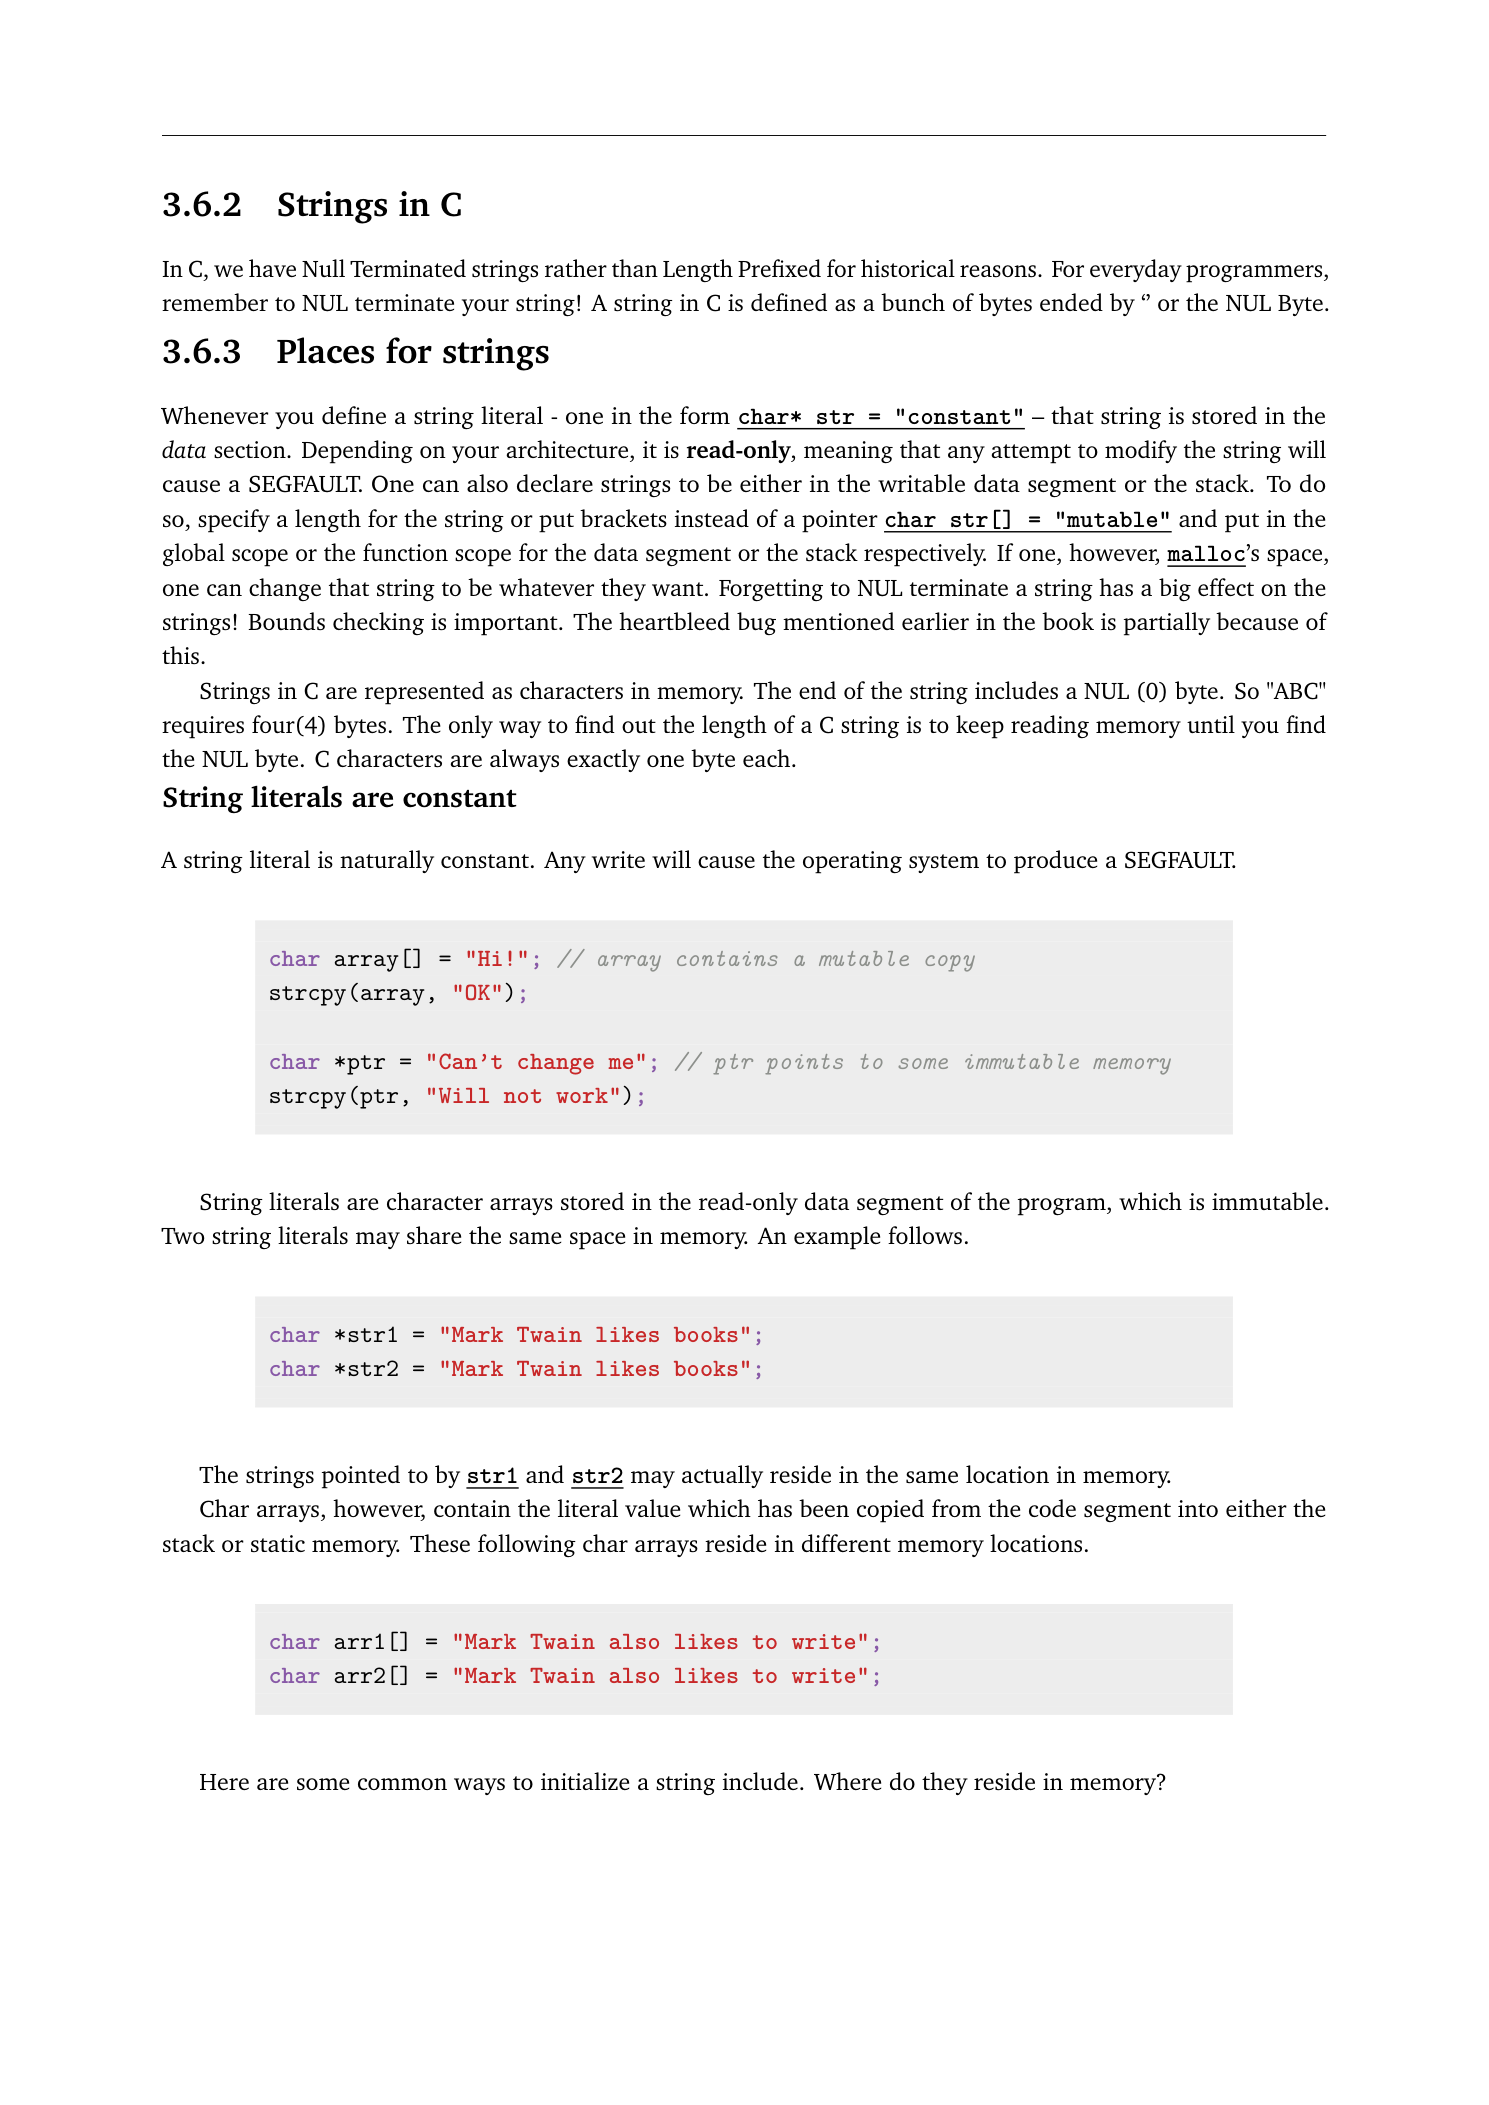 3.6.2 Strings in C
In C, we have Null Terminated strings rather than Length Prefixed for historical reasons. For everyday programmers,
remember to NUL terminate your string! A string in C is defined as a bunch of bytes ended by ‘’ or the NUL Byte.
3.6.3 Places for strings
Whenever you define a string literal - one in the form char* str = "constant" – that string is stored in the
data section. Depending on your architecture, it is read-only, meaning that any attempt to modify the string will
cause a SEGFAULT. One can also declare strings to be either in the writable data segment or the stack. To do
so, specify a length for the string or put brackets instead of a pointer char str[] = "mutable" and put in the
global scope or the function scope for the data segment or the stack respectively. If one, however, malloc’s space,
one can change that string to be whatever they want. Forgetting to NUL terminate a string has a big effect on the
strings! Bounds checking is important. The heartbleed bug mentioned earlier in the book is partially because of
this.
Strings in C are represented as characters in memory. The end of the string includes a NUL (0) byte. So "ABC"
requires four(4) bytes. The only way to find out the length of a C string is to keep reading memory until you find
the NUL byte. C characters are always exactly one byte each.
String literals are constant
A string literal is naturally constant. Any write will cause the operating system to produce a SEGFAULT.
char array[] = "Hi!"; // array contains a mutable copy
strcpy(array, "OK");
char *ptr = "Can’t change me"; // ptr points to some immutable memory
strcpy(ptr, "Will not work");
String literals are character arrays stored in the read-only data segment of the program, which is immutable.
Two string literals may share the same space in memory. An example follows.
char *str1 = "Mark Twain likes books";
char *str2 = "Mark Twain likes books";
The strings pointed to by str1 and str2 may actually reside in the same location in memory.
Char arrays, however, contain the literal value which has been copied from the code segment into either the
stack or static memory. These following char arrays reside in different memory locations.
char arr1[] = "Mark Twain also likes to write";
char arr2[] = "Mark Twain also likes to write";
Here are some common ways to initialize a string include. Where do they reside in memory?